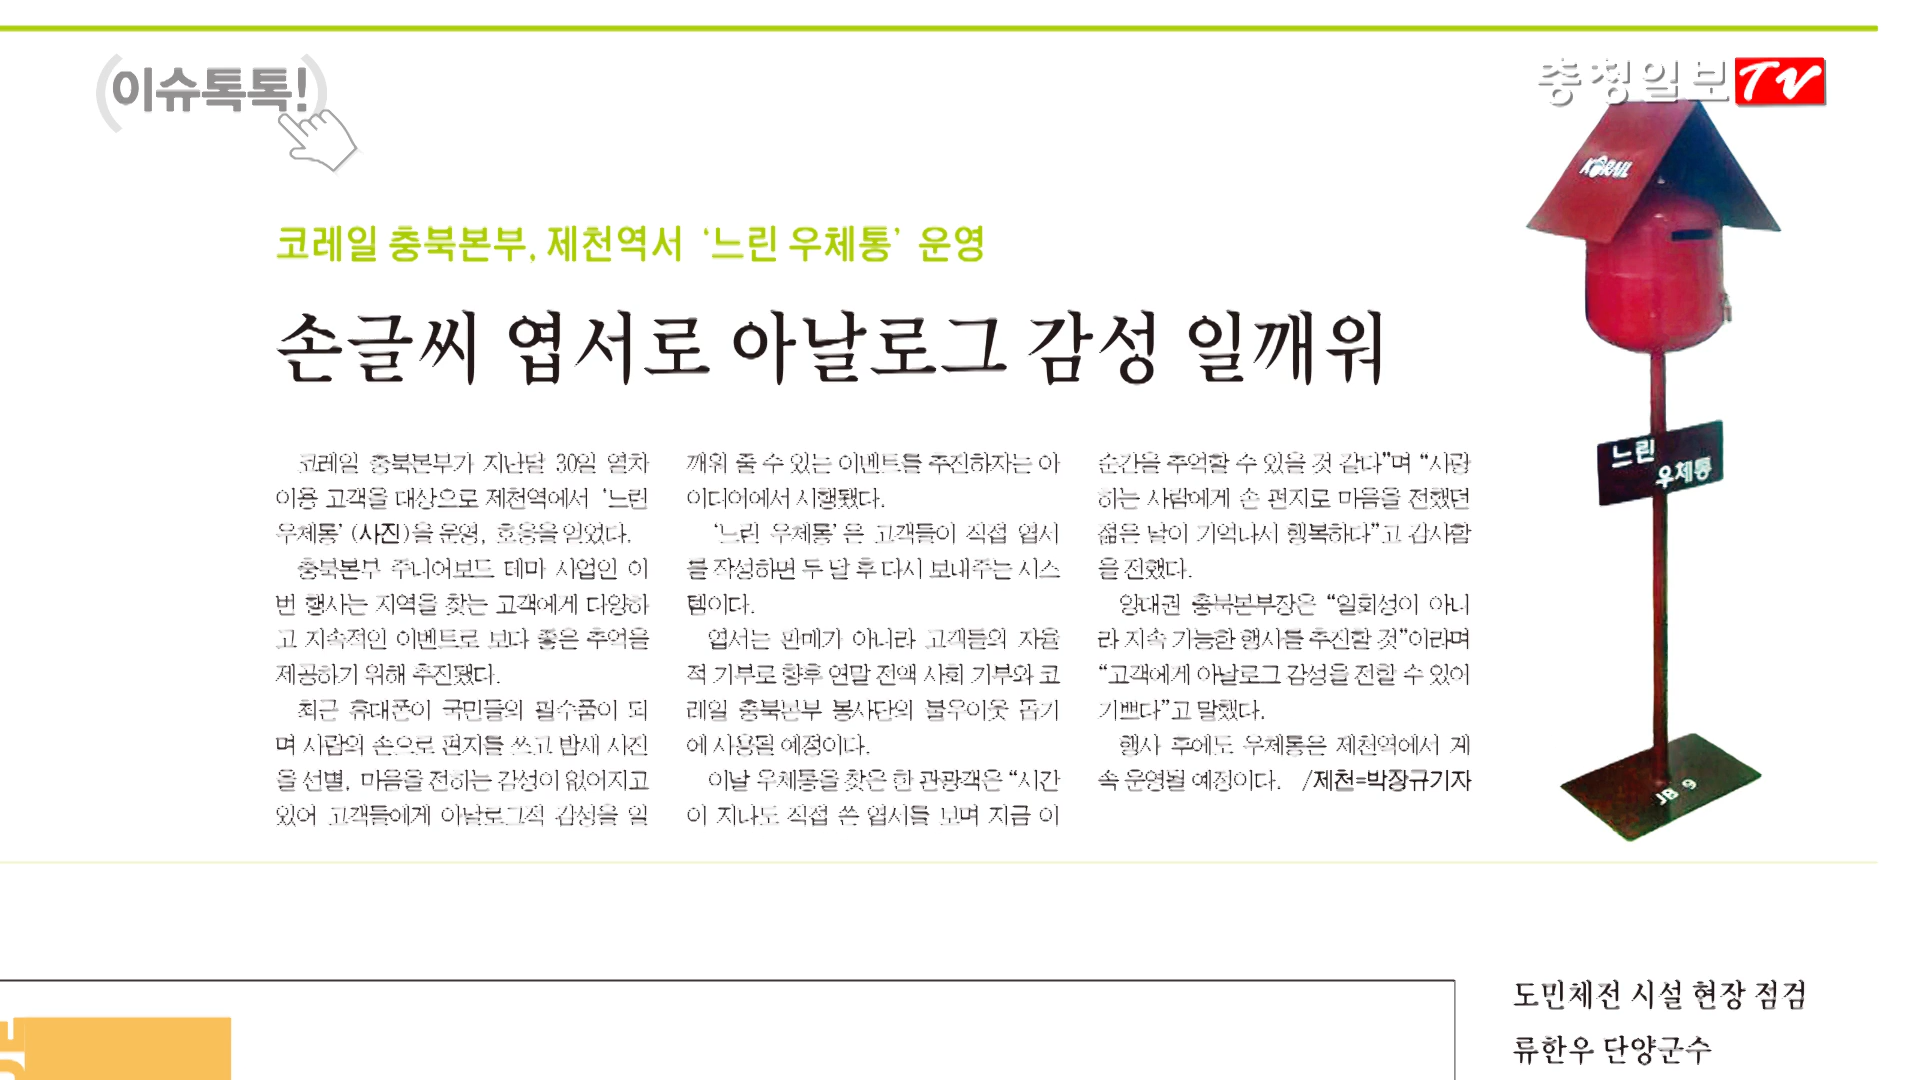 (이슈톡톡!)
충청일보TV
KORAIL
코레일 충북본부, 제천역서 ‘느린 우체통’ 운영
손글씨 엽서로 아날로그 감성 일깨워
코레일 충북본부가 지난달 30일 열차
이용 고객을 대상으로 제천역에서 ‘느린
우체통’ (사진)을 운영, 호응을 얻었다.
충북본부 주니어보드 테마 사업인 이
번 행사는 지역을 찾는 고객에게 다양하
고 지속적인 이벤트로 보다 좋은 추억을
제공하기 위해 추진됐다.
최근 휴대폰이 국민들의 필수품이 되
며 사람의 손으로 편지를 쓰고 밤새 사진
을 선별, 마음을 전하는 감성이 없어지고
있어 고객들에게 아날로그적 감성을 일
깨워 줄 수 있는 이벤트를 추진하자는 아
이디어에서 시행됐다.
‘느린 우체통’은 고객들이 직접 엽서
를 작성하면 두 달 후 다시 보내주는 시스
템이다.
엽서는 판매가 아니라 고객들의 자율
적 기부로 향후 연말 전액 사회 기부와 코
레일 충북본부 봉사단의 불우이웃 돕기
에 사용될 예정이다.
이날 우체통을 찾은 한 관광객은 “시간
이 지나도 직접 쓴 엽서를 보며 지금 이
순간을 추억할 수 있을 것 같다”며 “사랑
하는 사람에게 손 편지로 마음을 전했던
젊은 날이 기억나서 행복하다”고 감사함
을 전했다.
양대권 충북본부장은 “일회성이 아니
라 지속 가능한 행사를 추진할 것”이라며
“고객에게 아날로그 감성을 전할 수 있어
기쁘다”고 말했다.
행사 후에도 우체통은 제천역에서 계
속 운영될 예정이다. /제천=박장규기자
느린
우체통
JB 9
도민체전 시설 현장 점검
류한우 단양군수